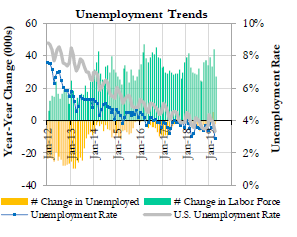 Unemployment Trends
Year-Year Change (000s)
60
40
20
0
-20
-40
Jan-12
Jan-13
Jan-14
Jan-15
Jan-16
Jan-17
Jan-18
Jan-19
10%
8%
6%
4%
2%
0%
Unemployment Rate
# Change in Unemployed
# Change in Labor Force
Unemployment Rate
U.S. Unemployment Rate